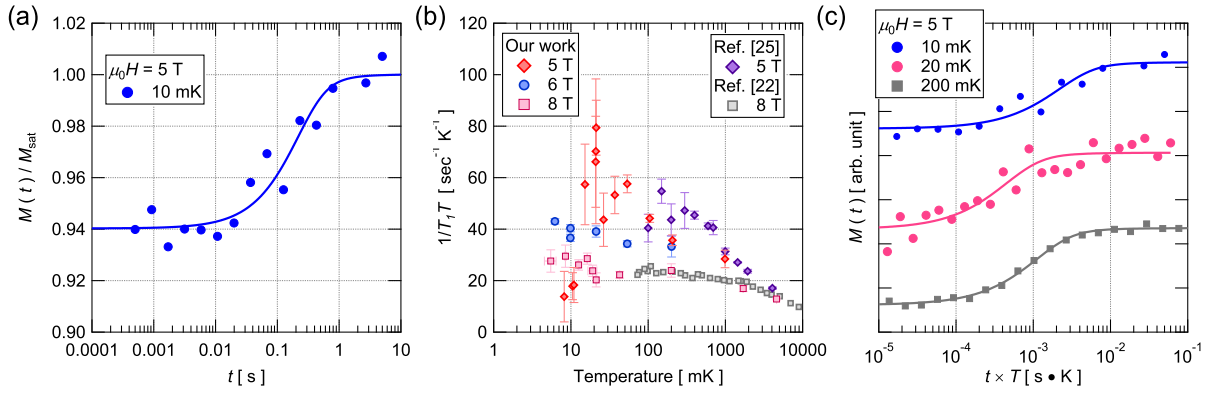 (a)
M ( t ) / M_sat
1.00
0.98
0.96
0.94
0.92
0.90
μ0H = 5 T
10 mK
0.0001
0.001
0.01
0.1
1
10
t [ s ]
(b)
1/T1T [ sec⁻¹ K⁻¹ ]
120
100
80
60
40
20
0
Our work
5 T
6 T
8 T
Ref. [25]
5 T
Ref. [22]
8 T
1
10
100
1000
10000
Temperature [ mK ]
(c)
M ( t ) [ arb. unit ]
μ0H = 5 T
10 mK
20 mK
200 mK
10⁻⁵
10⁻⁴
10⁻³
10⁻²
10⁻¹
t × T [ s • K ]